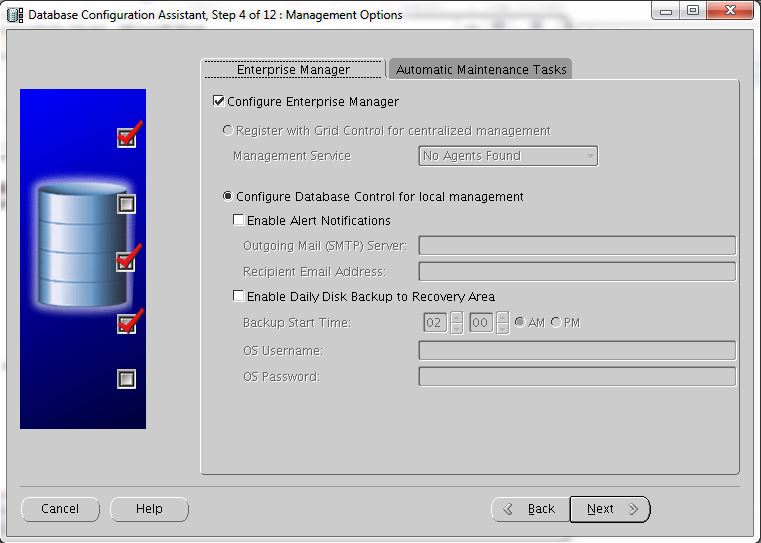 Database Configuration Assistant, Step 4 of 12 : Management Options
Enterprise Manager
Automatic Maintenance Tasks
Configure Enterprise Manager
Register with Grid Control for centralized management
Management Service
No Agents Found
Configure Database Control for local management
Enable Alert Notifications
Outgoing Mail (SMTP) Server:
Recipient Email Address:
Enable Daily Disk Backup to Recovery Area
Backup Start Time: 02 00 AM PM
OS Username:
OS Password:
Cancel Help Back Next